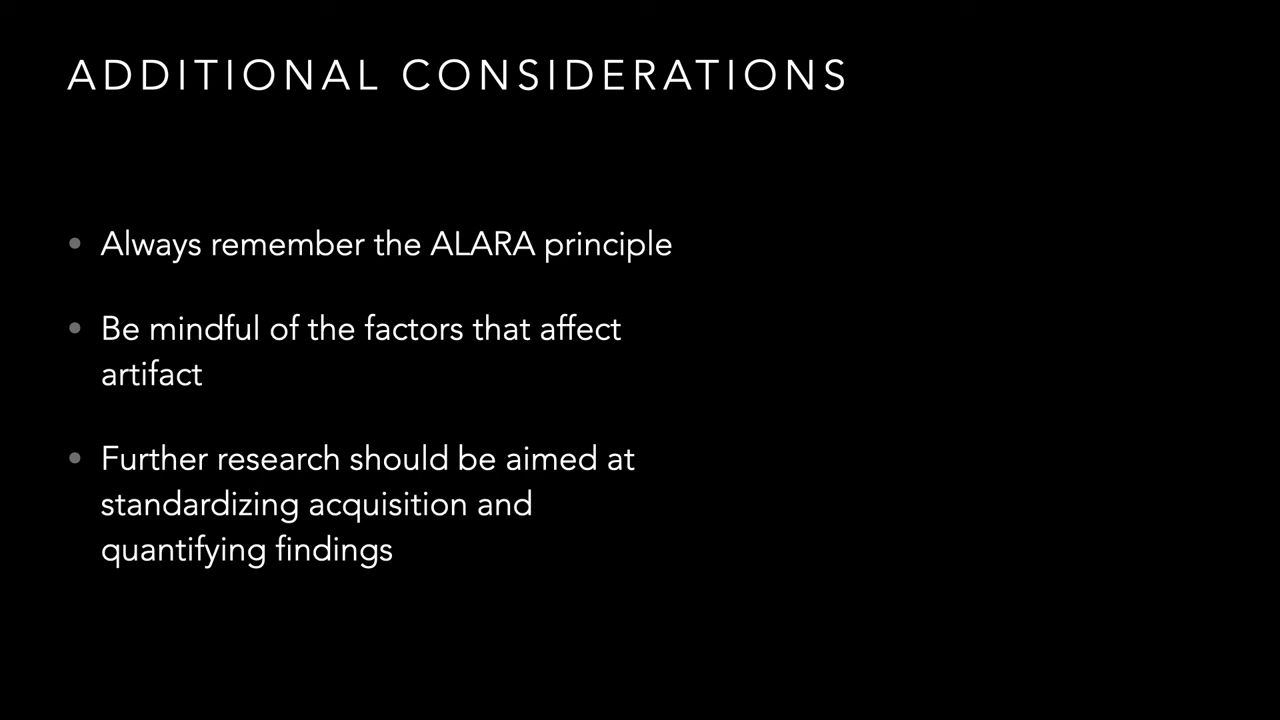 ADDITIONAL CONSIDERATIONS
• Always remember the ALARA principle
• Be mindful of the factors that affect
artifact
• Further research should be aimed at
standardizing acquisition and
quantifying findings